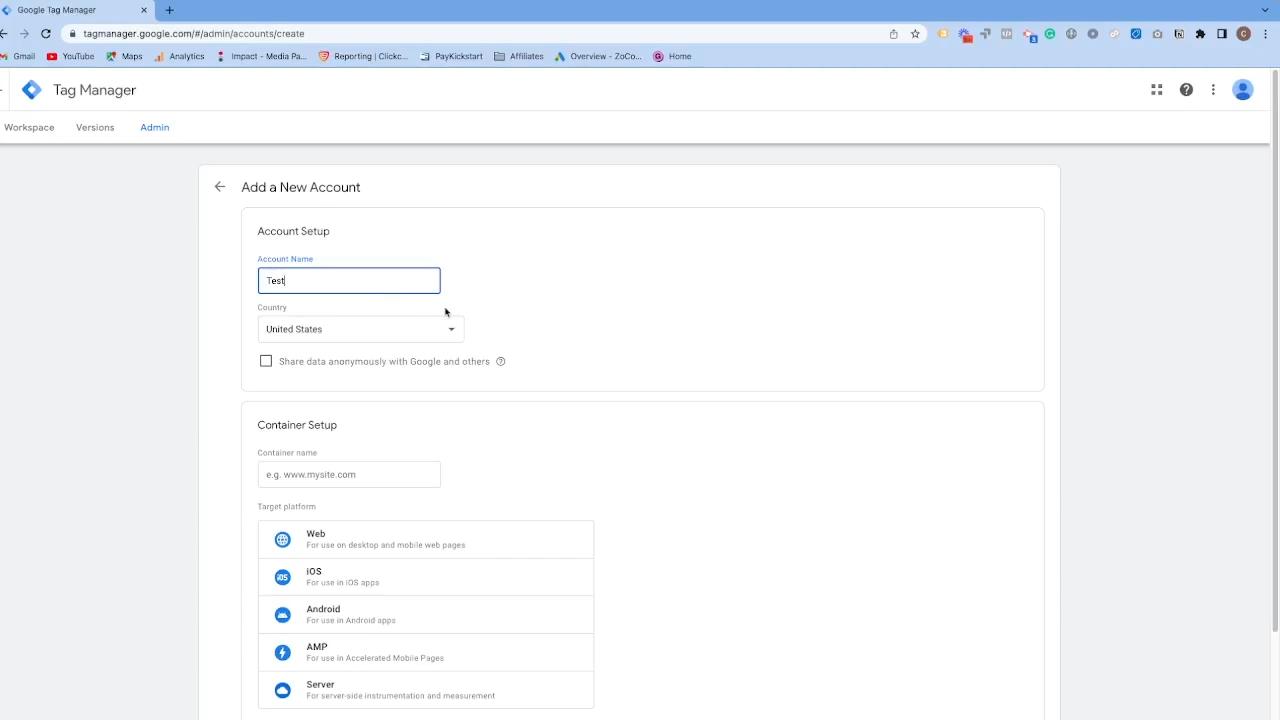 Google Tag Manager
tagmanager.google.com/#/admin/accounts/create
Gmail YouTube Maps Analytics Impact - Media Pa... Reporting | Clickc... PayKickstart Affiliates Overview - ZoCo... Home
Tag Manager
Workspace Versions Admin
Add a New Account
Account Setup
Account Name
Test
Country
United States
Share data anonymously with Google and others
Container Setup
Container name
e.g. www.mysite.com
Target platform
Web
For use on desktop and mobile web pages
iOS
iOS
For use in iOS apps
Android
For use in Android apps
AMP
For use in Accelerated Mobile Pages
Server
For server-side instrumentation and measurement